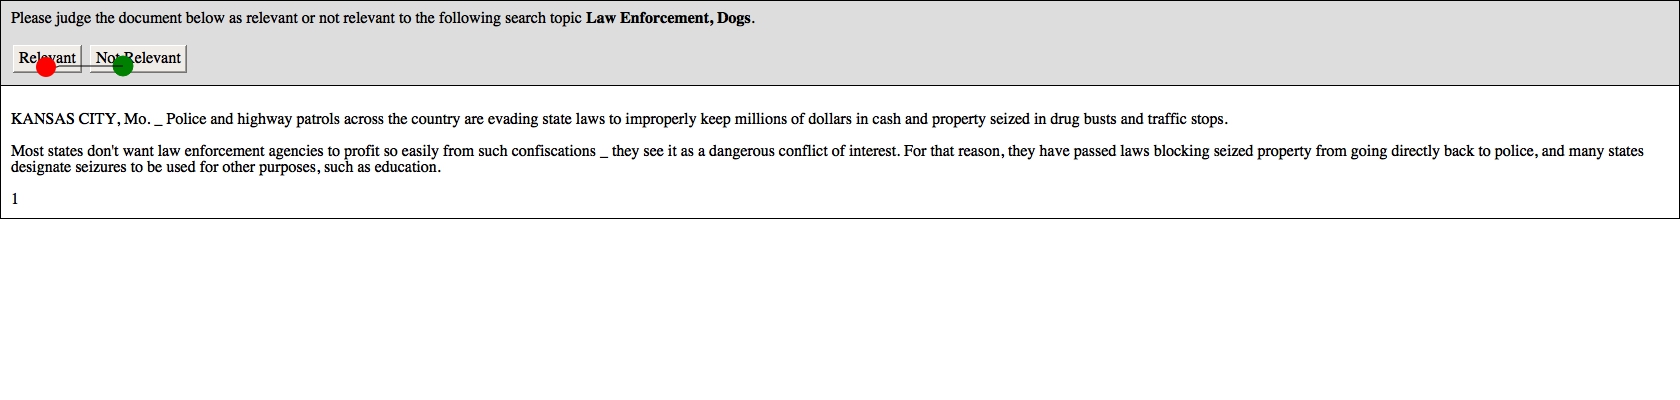 Please judge the document below as relevant or not relevant to the following search topic Law Enforcement, Dogs.
Relevant Not Relevant
KANSAS CITY, Mo. _ Police and highway patrols across the country are evading state laws to improperly keep millions of dollars in cash and property seized in drug busts and traffic stops.
Most states don't want law enforcement agencies to profit so easily from such confiscations _ they see it as a dangerous conflict of interest. For that reason, they have passed laws blocking seized property from going directly back to police, and many states
designate seizures to be used for other purposes, such as education.
1